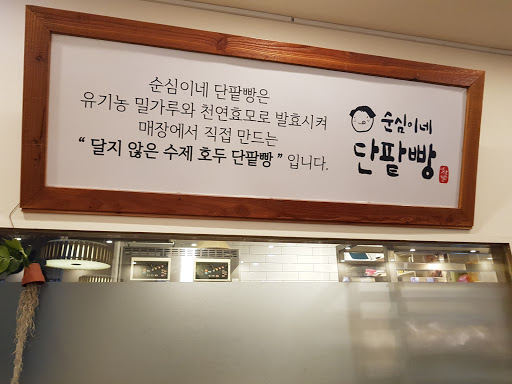 순심이네 단팥빵은
유기농 밀가루와 천연효모로 발효시켜
매장에서 직접 만드는
“ 달지 않은 수제 호두 단팥빵 ” 입니다.
순심이네
단팥빵